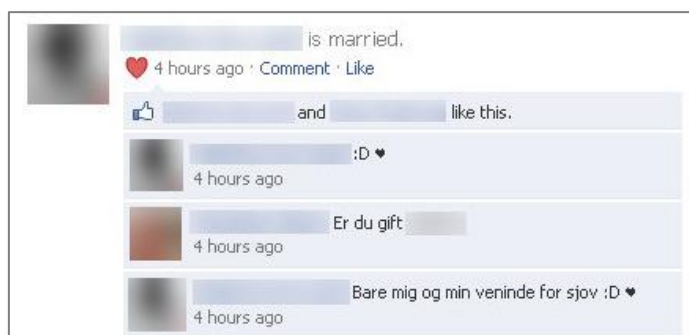 is married.
4 hours ago · Comment · Like
and like this.
:D ♥
4 hours ago
Er du gift
4 hours ago
Bare mig og min veninde for sjov :D ♥
4 hours ago